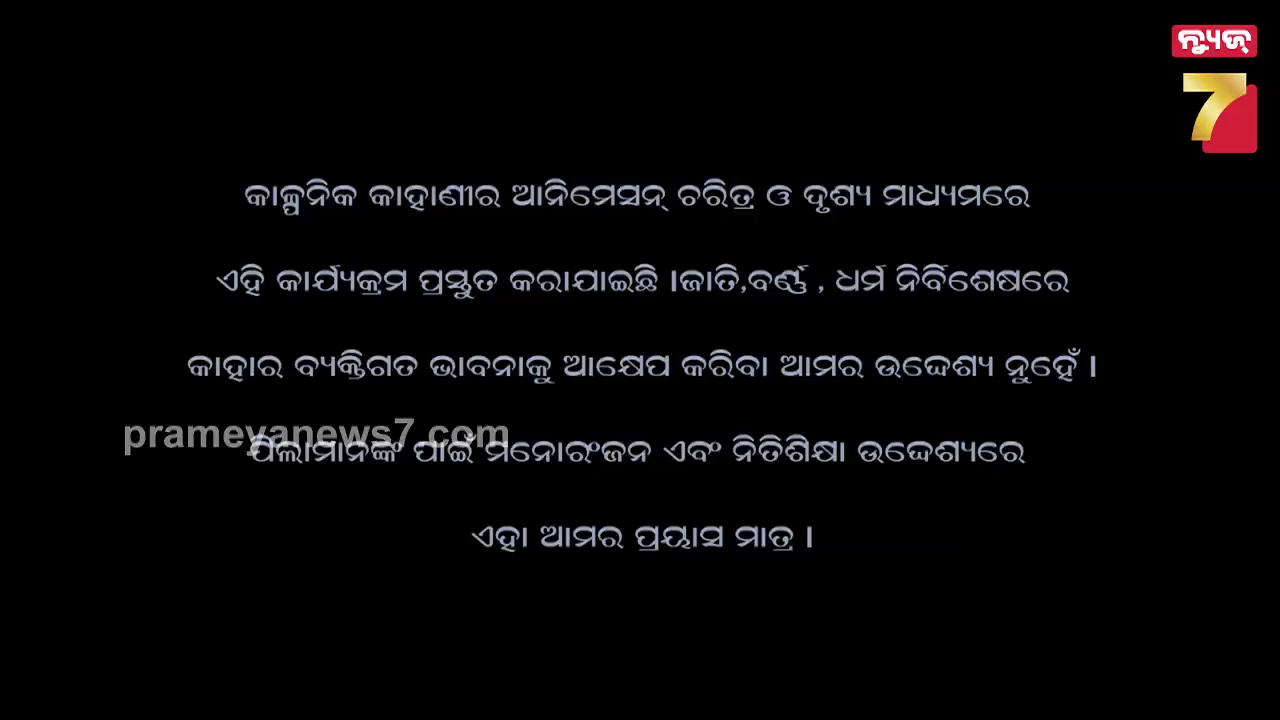 ନ୍ୟୁଜ୍
7
କାଳ୍ପନିକ କାହାଣୀର ଆନିମେସନ୍ ଚରିତ୍ର ଓ ଦୃଶ୍ୟ ମାଧ୍ୟମରେ
ଏହି କାର୍ଯ୍ୟକ୍ରମ ପ୍ରସ୍ତୁତ କରାଯାଇଛି ।ଜାତି,ବର୍ଣ୍ଣ , ଧର୍ମ ନିର୍ବିଶେଷରେ
କାହାର ବ୍ୟକ୍ତିଗତ ଭାବନାକୁ ଆକ୍ଷେପ କରିବା ଆମର ଉଦ୍ଦେଶ୍ୟ ନୁହେଁ ।
prameyanews7.com
ପିଲାମାନଙ୍କ ପାଇଁ ମନୋରଂଜନ ଏବଂ ନିତିଶିକ୍ଷା ଉଦ୍ଦେଶ୍ୟରେ
ଏହା ଆମର ପ୍ରୟାସ ମାତ୍ର ।